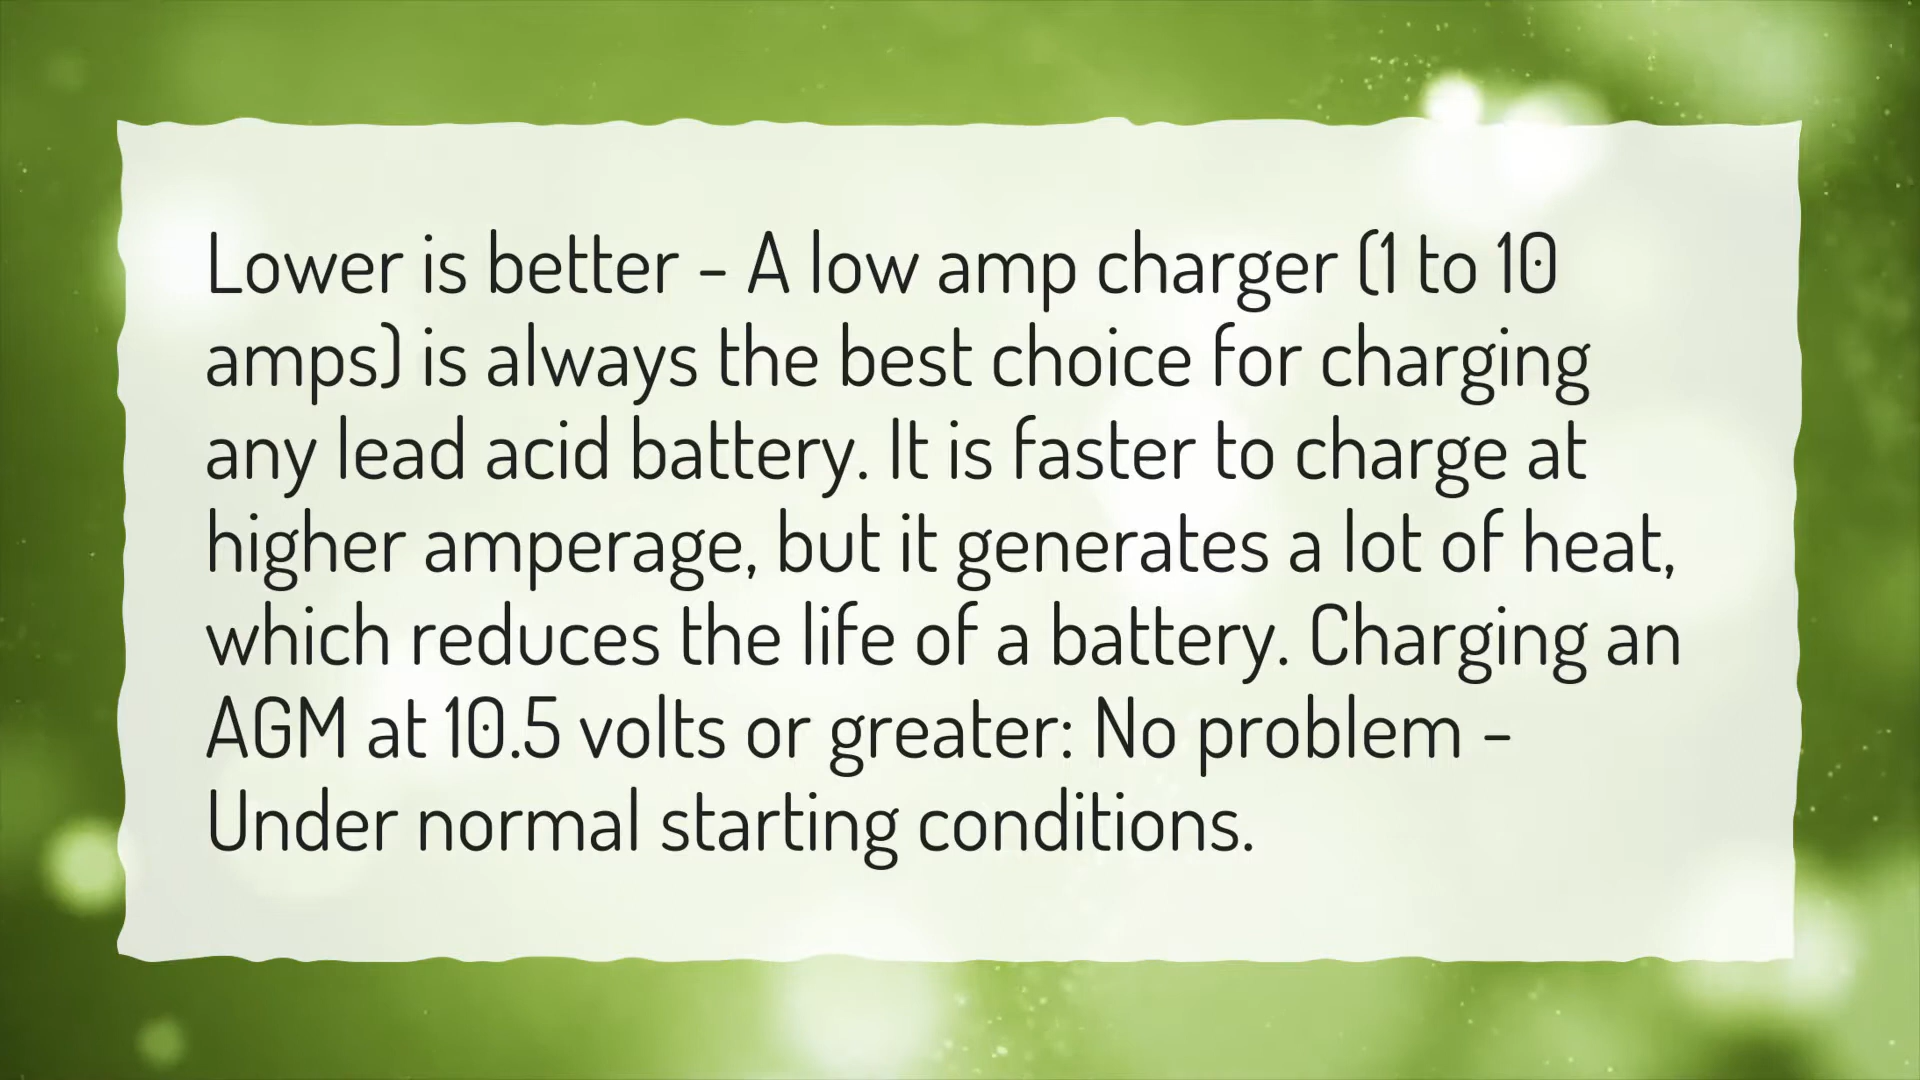 Lower is better - A low amp charger (1 to 10
amps) is always the best choice for charging
any lead acid battery. It is faster to charge at
higher amperage, but it generates a lot of heat,
which reduces the life of a battery. Charging an
AGM at 10.5 volts or greater: No problem -
Under normal starting conditions.